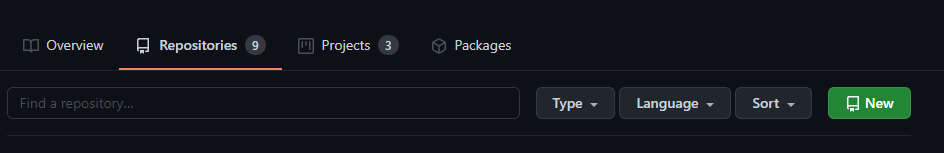 Overview Repositories 9 Projects 3 Packages
Find a repository... Type Language Sort New